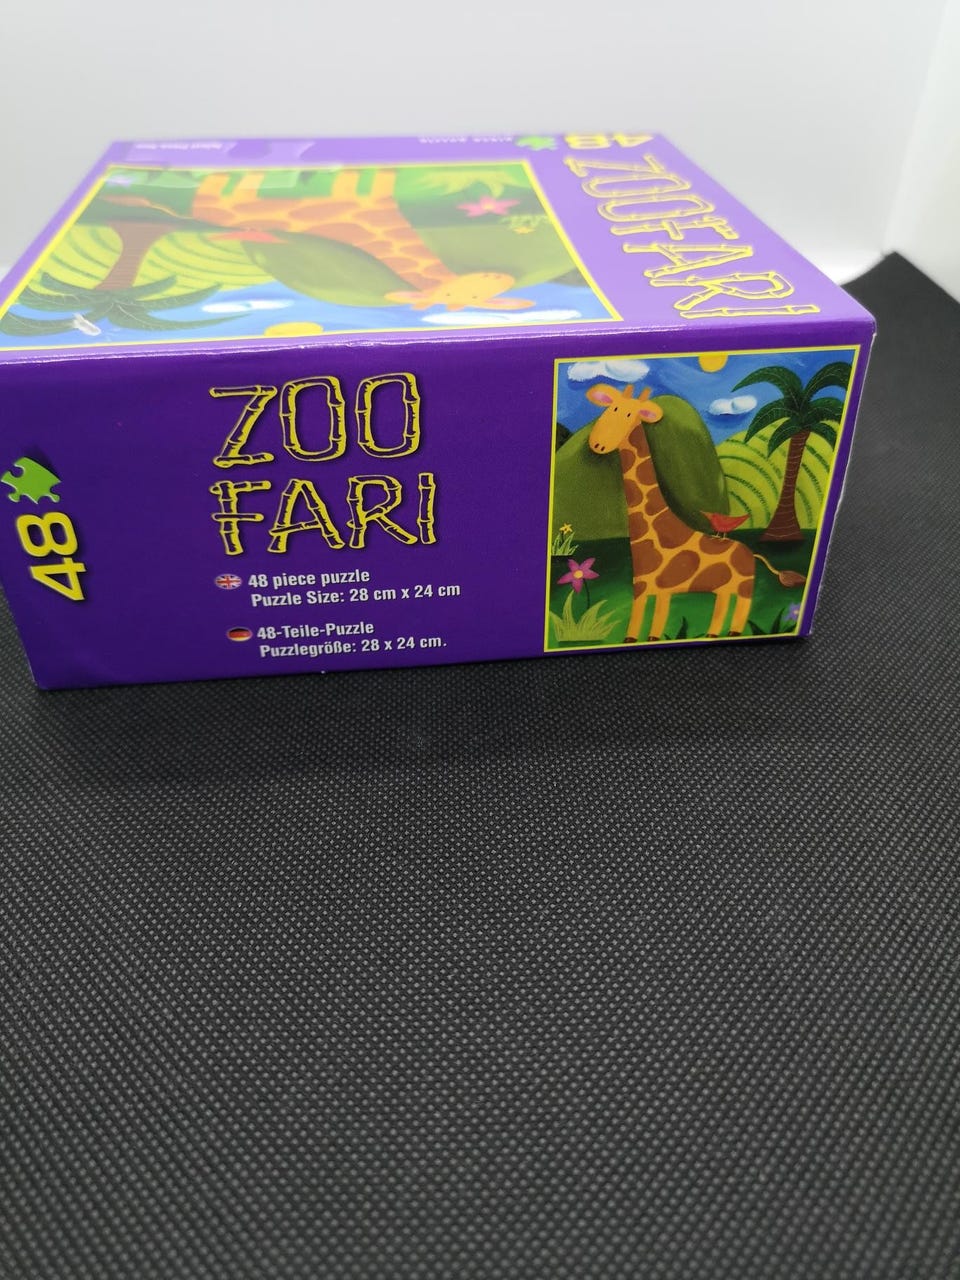 48
ZOOFARI
48
ZOO
FARI
48 piece puzzle
Puzzle Size: 28 cm x 24 cm
48-Teile-Puzzle
Puzzlegröße: 28 x 24 cm.